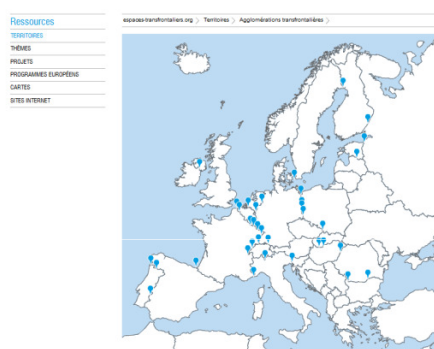 Ressources
espaces-transfrontaliers.org > Territoires > Agglomérations transfrontalières >
TERRITOIRES
THÈMES
PROJETS
PROGRAMMES EUROPÉENS
CARTES
SITES INTERNET